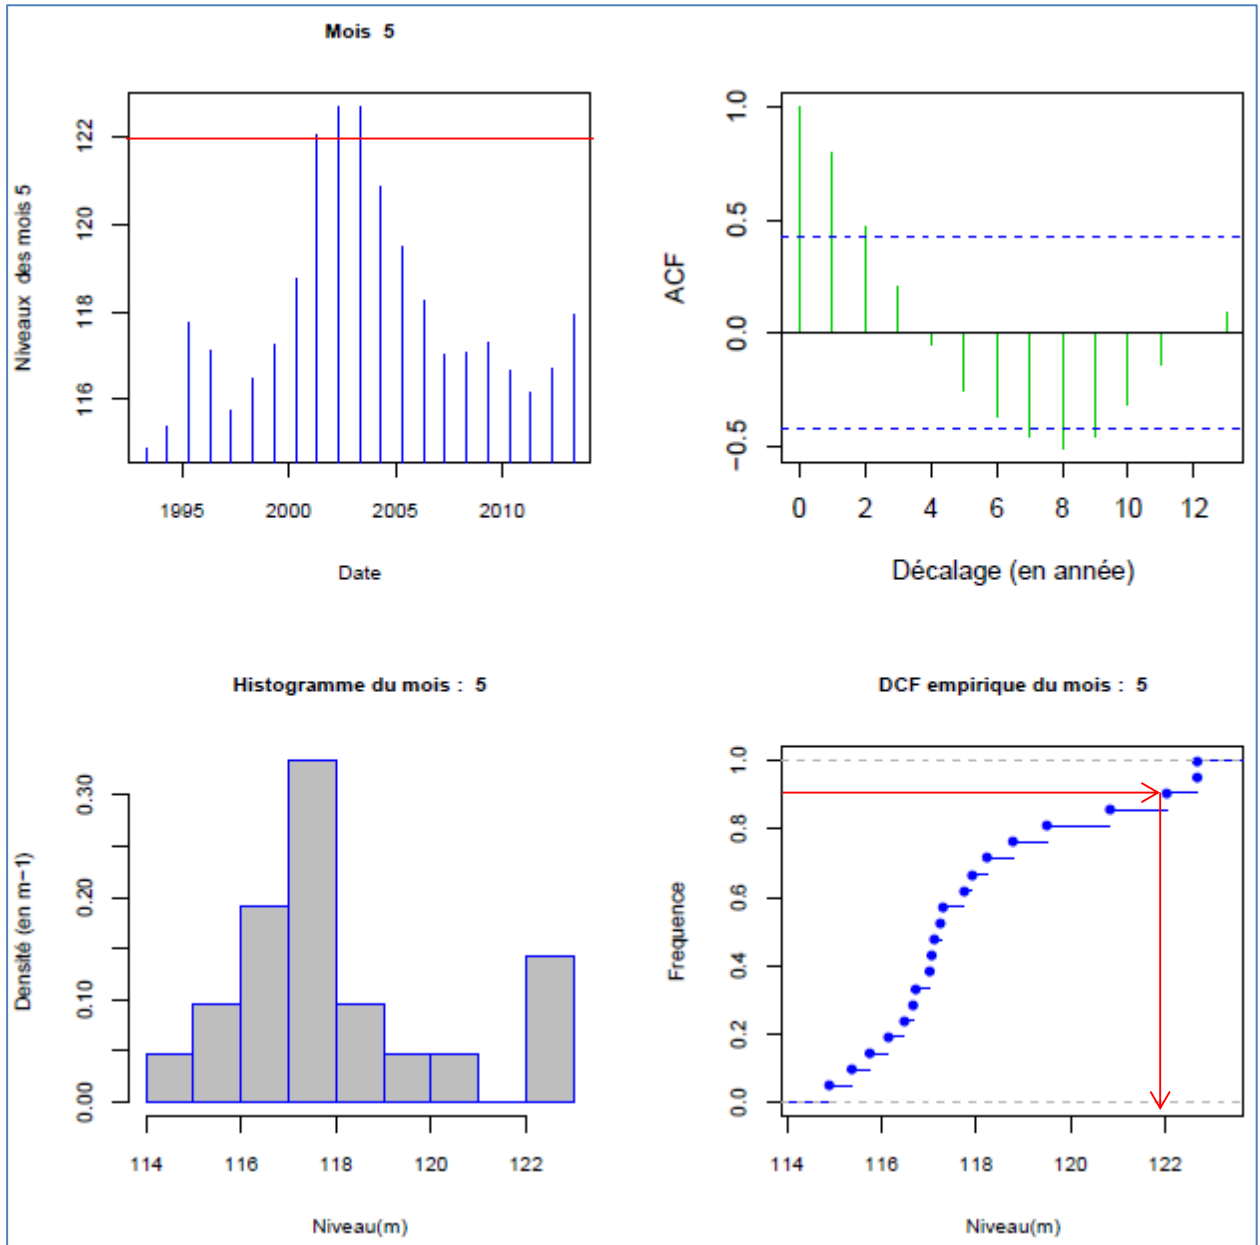 Mois 5
Niveaux des mois 5
122
120
118
116
1995 2000 2005 2010
Date
ACF
1.0
0.5
0.0
−0.5
0 2 4 6 8 10 12
Décalage (en année)
Histogramme du mois : 5
Densité (en m−1)
0.30
0.20
0.10
0.00
114 116 118 120 122
Niveau(m)
DCF empirique du mois : 5
Frequence
1.0
0.8
0.6
0.4
0.2
0.0
114 116 118 120 122
Niveau(m)